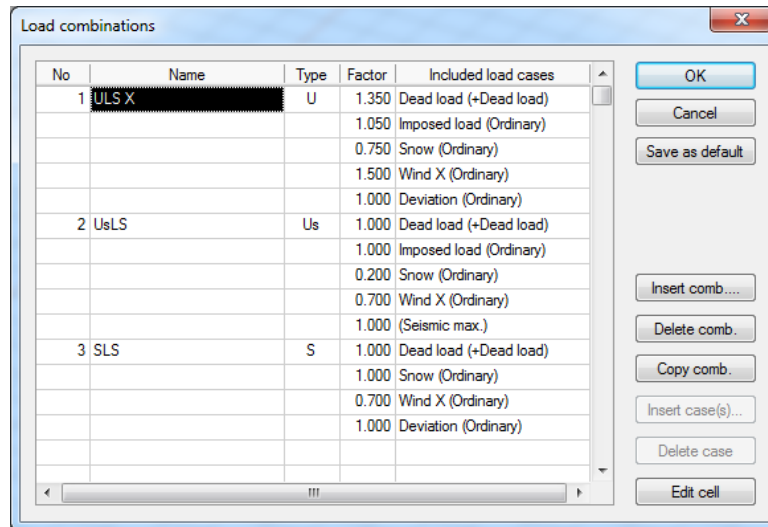 Load combinations
No Name Type Factor Included load cases
1 ULS X U 1.350 Dead load (+Dead load)
1.050 Imposed load (Ordinary)
0.750 Snow (Ordinary)
1.500 Wind X (Ordinary)
1.000 Deviation (Ordinary)
2 UsLS Us 1.000 Dead load (+Dead load)
1.000 Imposed load (Ordinary)
0.200 Snow (Ordinary)
0.700 Wind X (Ordinary)
1.000 (Seismic max.)
3 SLS S 1.000 Dead load (+Dead load)
1.000 Snow (Ordinary)
0.700 Wind X (Ordinary)
1.000 Deviation (Ordinary)
OK
Cancel
Save as default
Insert comb....
Delete comb.
Copy comb.
Insert case(s)...
Delete case
Edit cell